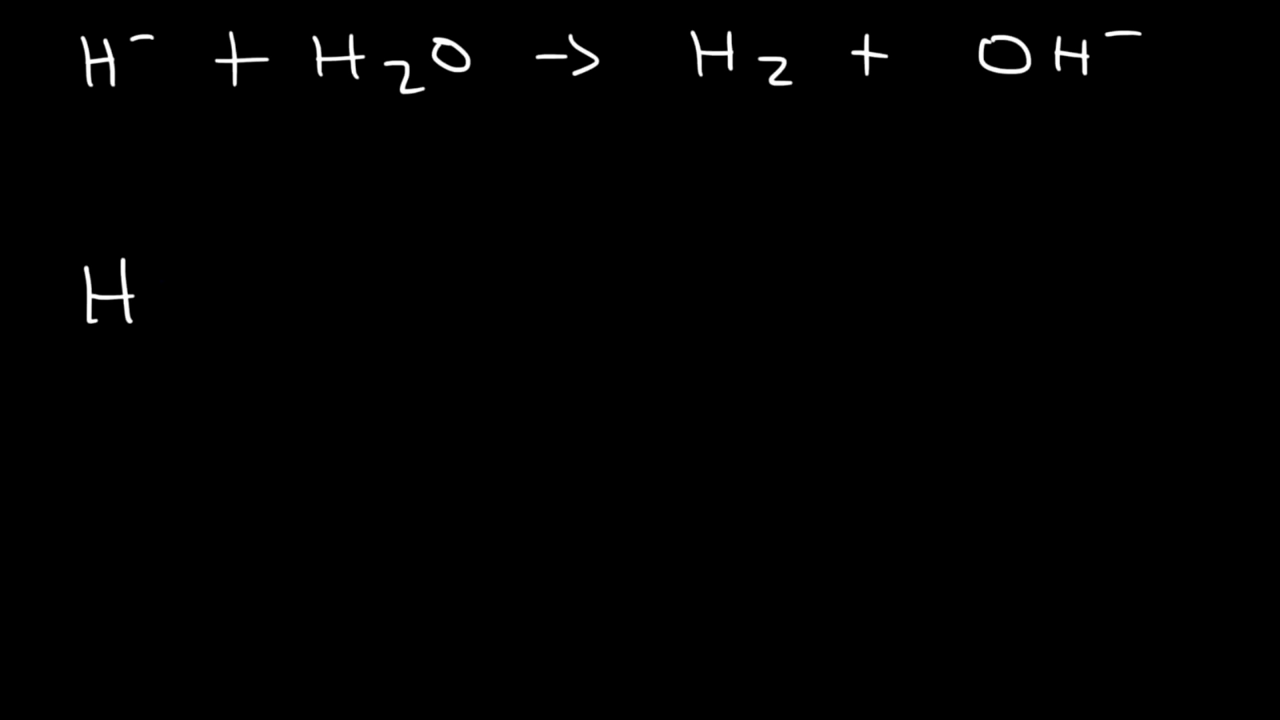 H⁻ + H₂O → H₂ + OH⁻
H